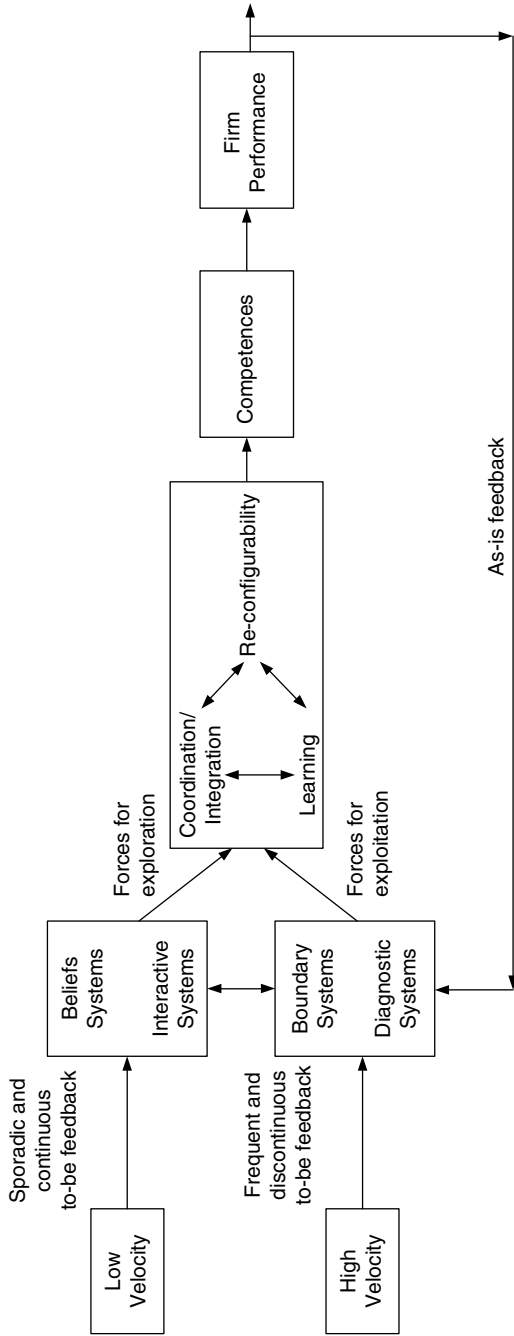 Low
Velocity
High
Velocity
Sporadic and
continuous
to-be feedback
Frequent and
discontinuous
to-be feedback
Beliefs
Systems
Interactive
Systems
Boundary
Systems
Diagnostic
Systems
Forces for
exploration
Forces for
exploitation
Coordination/
Integration
Learning
Re-configurability
Competences
Firm
Performance
As-is feedback